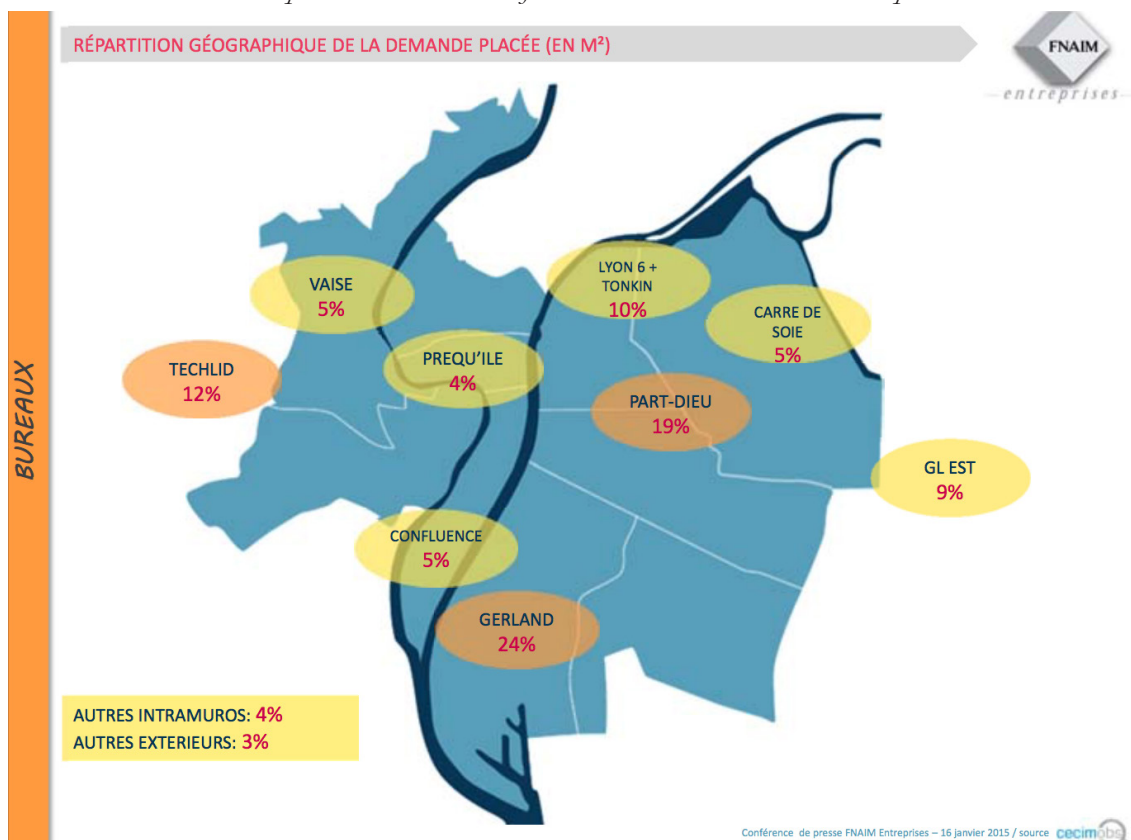 RÉPARTITION GÉOGRAPHIQUE DE LA DEMANDE PLACÉE (EN M²)
FNAIM
entreprises
BUREAUX
VAISE
5%
LYON 6 +
TONKIN
10%
CARRE DE
SOIE
5%
TECHLID
12%
PREQU’ILE
4%
PART-DIEU
19%
GL EST
9%
CONFLUENCE
5%
GERLAND
24%
AUTRES INTRAMUROS: 4%
AUTRES EXTERIEURS: 3%
Conférence de presse FNAIM Entreprises – 16 janvier 2015 / source cecimobs